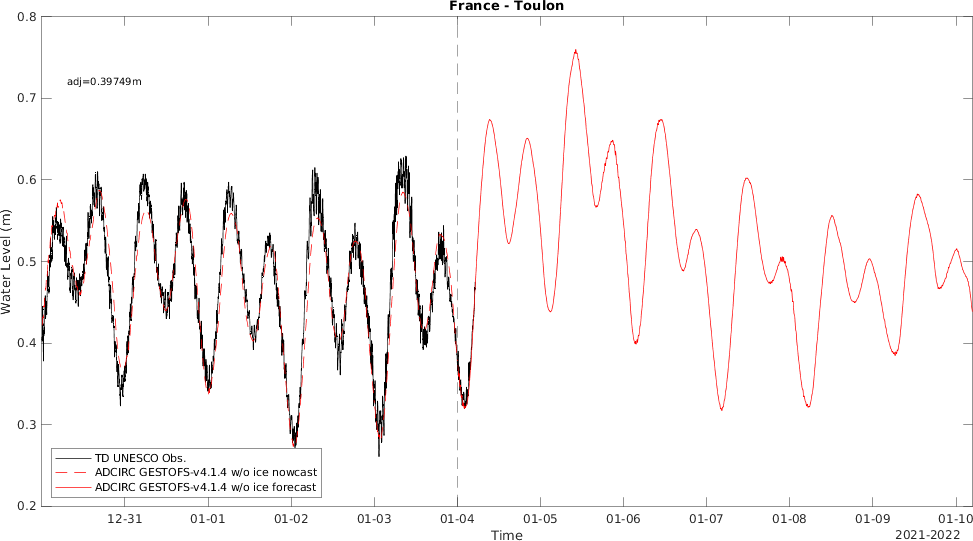 France - Toulon
adj=0.39749m
Water Level (m)
0.8
0.7
0.6
0.5
0.4
0.3
0.2
TD UNESCO Obs.
ADCIRC GESTOFS-v4.1.4 w/o ice nowcast
ADCIRC GESTOFS-v4.1.4 w/o ice forecast
12-31 01-01 01-02 01-03 01-04 01-05 01-06 01-07 01-08 01-09 01-10
Time
2021-2022